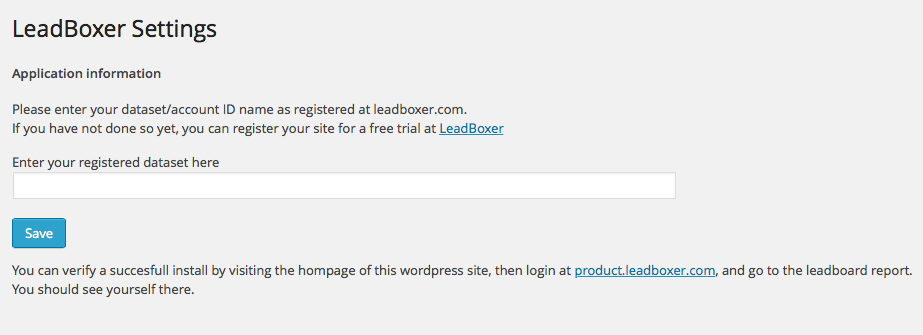 LeadBoxer Settings
Application information
Please enter your dataset/account ID name as registered at leadboxer.com.
If you have not done so yet, you can register your site for a free trial at LeadBoxer
Enter your registered dataset here
Save
You can verify a succesfull install by visiting the hompage of this wordpress site, then login at product.leadboxer.com, and go to the leadboard report.
You should see yourself there.